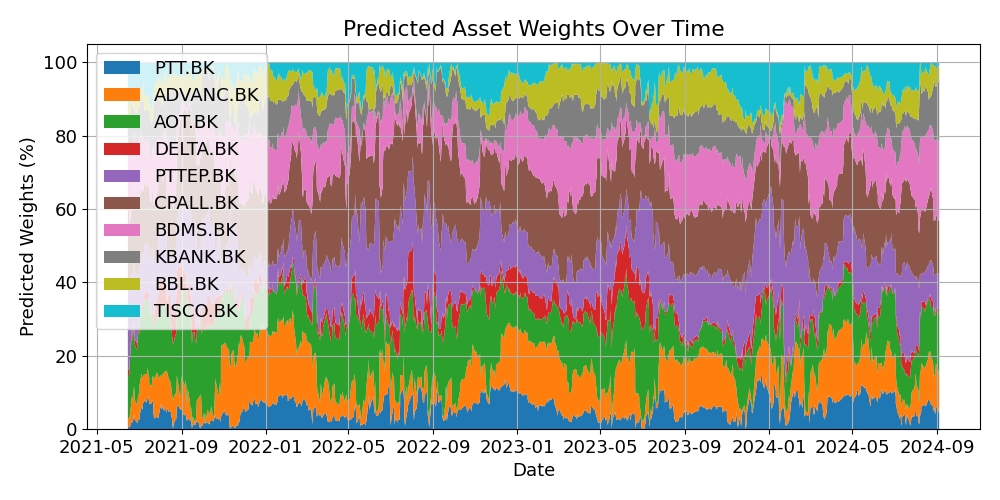 Predicted Asset Weights Over Time
Predicted Weights (%)
100
80
60
40
20
0
PTT.BK
ADVANC.BK
AOT.BK
DELTA.BK
PTTEP.BK
CPALL.BK
BDMS.BK
KBANK.BK
BBL.BK
TISCO.BK
2021-05 2021-09 2022-01 2022-05 2022-09 2023-01 2023-05 2023-09 2024-01 2024-05 2024-09
Date